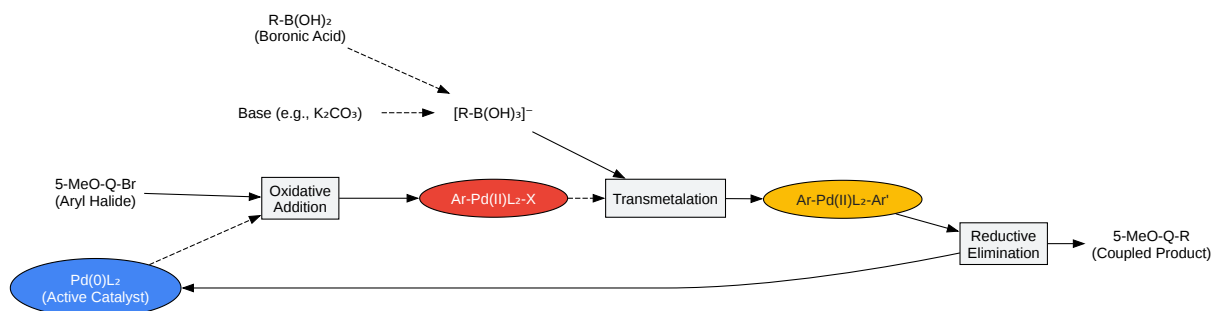 R-B(OH)₂
(Boronic Acid)
Base (e.g., K₂CO₃)
[R-B(OH)₃]⁻
5-MeO-Q-Br
(Aryl Halide)
Oxidative
Addition
Ar-Pd(II)L₂-X
Transmetalation
Ar-Pd(II)L₂-Ar'
Reductive
Elimination
5-MeO-Q-R
(Coupled Product)
Pd(0)L₂
(Active Catalyst)